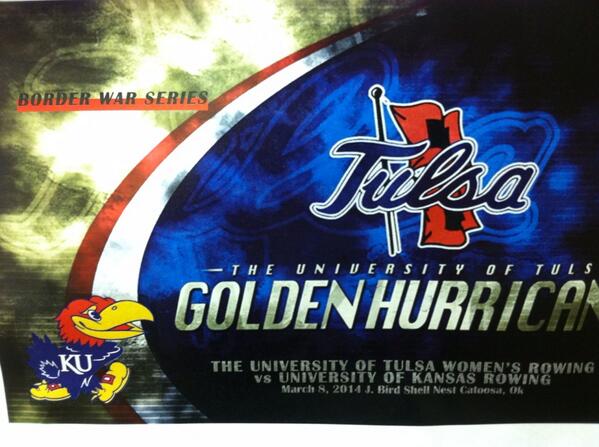 BORDER WAR SERIES
Tulsa
THE UNIVERSITY OF TULS
GOLDEN HURRICAN
KU
THE UNIVERSITY OF TULSA WOMEN'S ROWING
vs UNIVERSITY OF KANSAS ROWING
March 8, 2014 J. Bird Shell Nest Catoosa, Ok